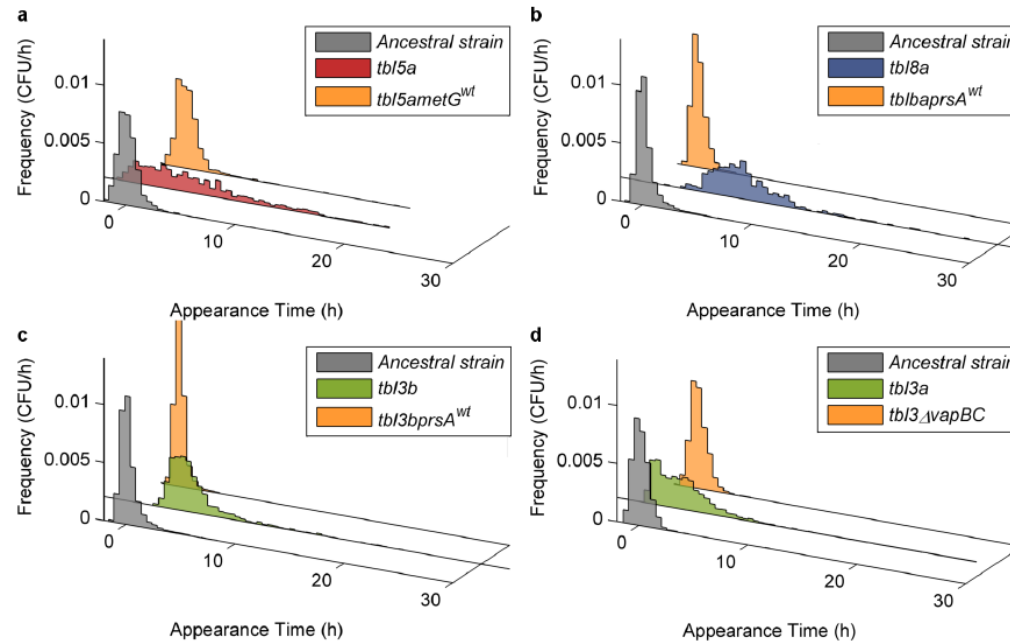 a
Ancestral strain
tbl5a
tbl5ametG^wt
Frequency (CFU/h)
0.01
0.005
0
0
10
20
30
Appearance Time (h)
b
Ancestral strain
tbl8a
tblbaprsA^wt
Frequency (CFU/h)
0.01
0.005
0
0
10
20
30
Appearance Time (h)
c
Ancestral strain
tbl3b
tbl3bprsA^wt
Frequency (CFU/h)
0.01
0.005
0
0
10
20
30
Appearance Time (h)
d
Ancestral strain
tbl3a
tbl3ΔvapBC
Frequency (CFU/h)
0.01
0.005
0
0
10
20
30
Appearance Time (h)